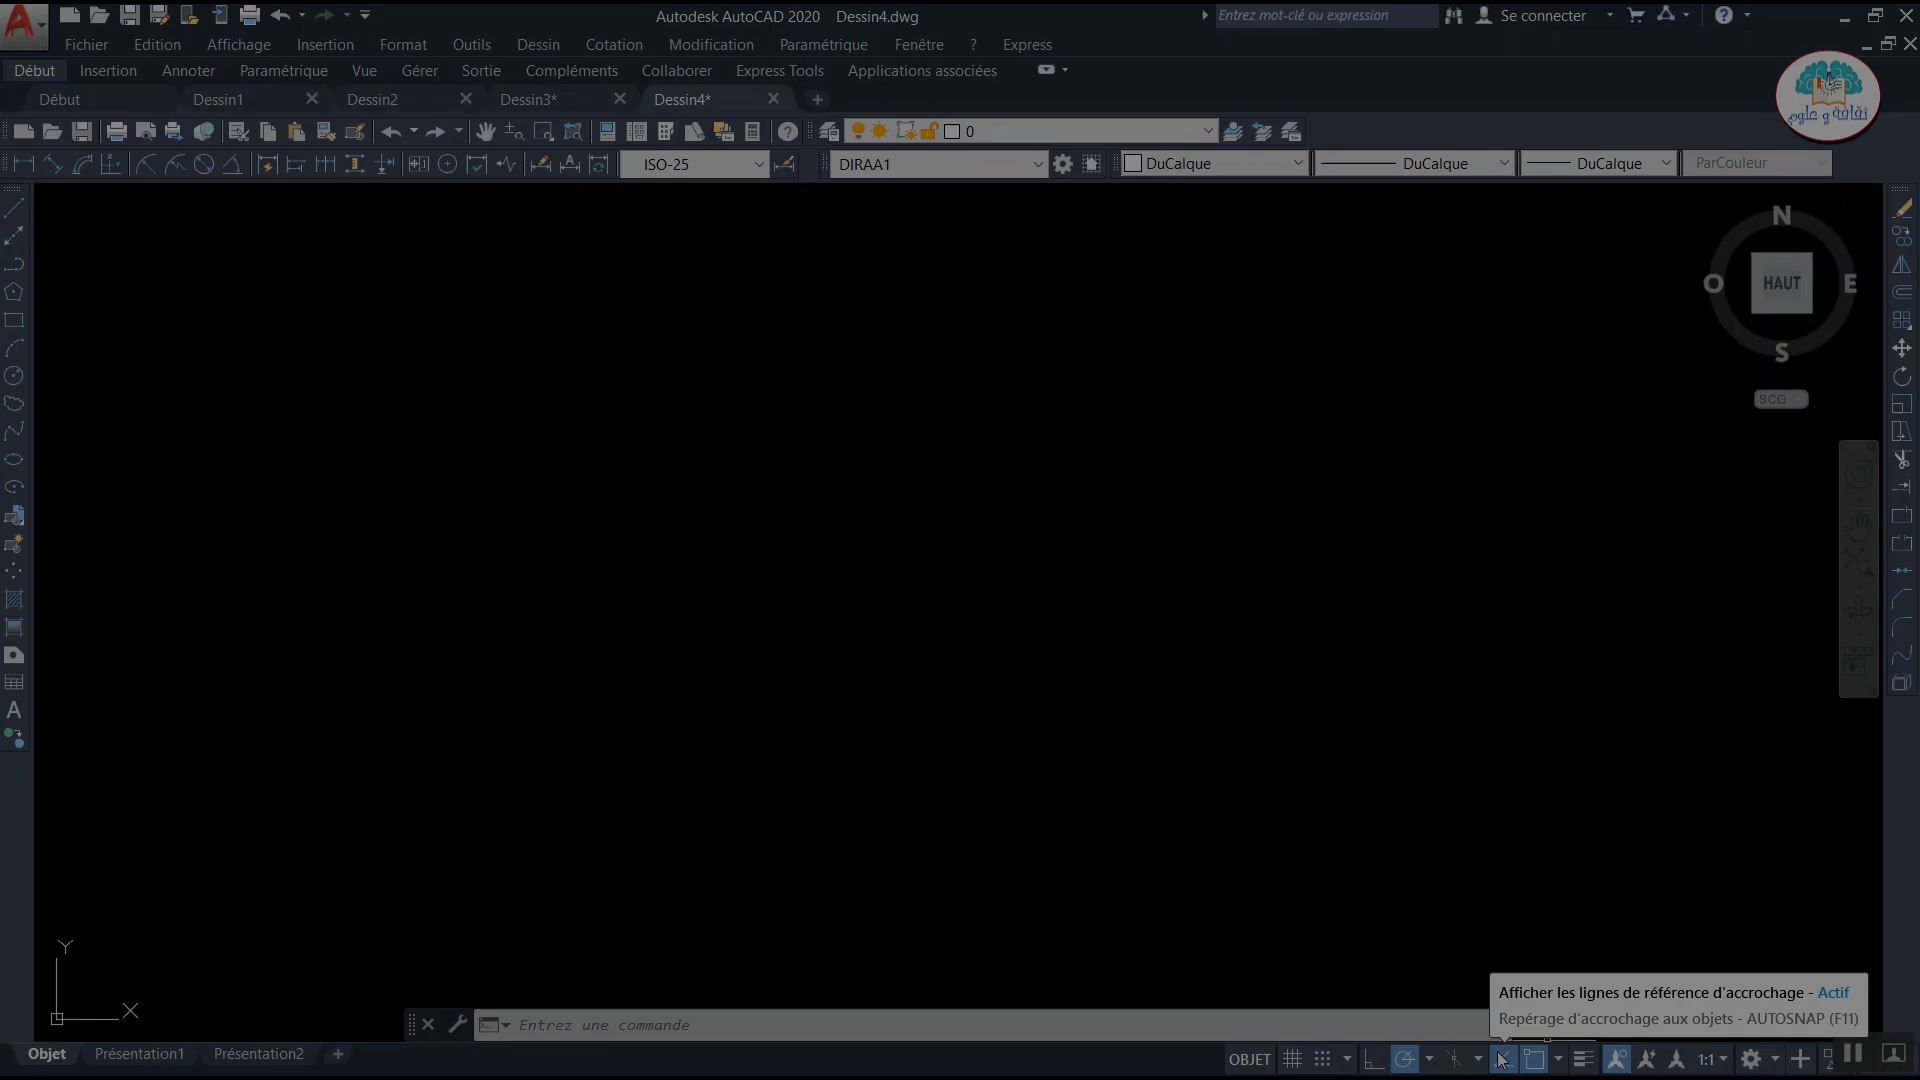 Autodesk AutoCAD 2020 Dessin4.dwg
Entrez mot-clé ou expression
Se connecter
Fichier Edition Affichage Insertion Format Outils Dessin Cotation Modification Paramétrique Fenêtre ? Express
Début Insertion Annoter Paramétrique Vue Gérer Sortie Compléments Collaborer Express Tools Applications associées
Début Dessin1 Dessin2 Dessin3* Dessin4*
ثقافة و علوم
0
ISO-25 DIRAA1 DuCalque DuCalque DuCalque ParCouleur
N
O HAUT E
S
SCG
Y
X
Afficher les lignes de référence d'accrochage - Actif
Repérage d'accrochage aux objets - AUTOSNAP (F11)
Entrez une commande
Objet Présentation1 Présentation2
OBJET 1:1